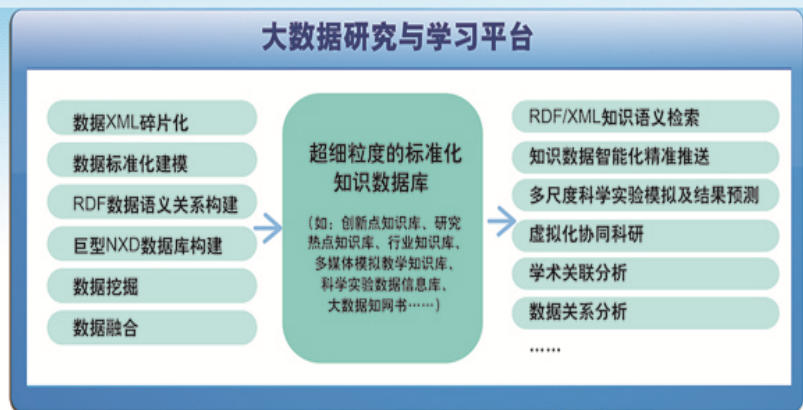 大数据研究与学习平台
数据XML碎片化
数据标准化建模
RDF数据语义关系构建
巨型NXD数据库构建
数据挖掘
数据融合
超细粒度的标准化
知识数据库
(如：创新点知识库、研究
热点知识库、行业知识库、
多媒体模拟教学知识库、
科学实验数据信息库、
大数据知网书……)
RDF/XML知识语义检索
知识数据智能化精准推送
多尺度科学实验模拟及结果预测
虚拟化协同科研
学术关联分析
数据关系分析
……